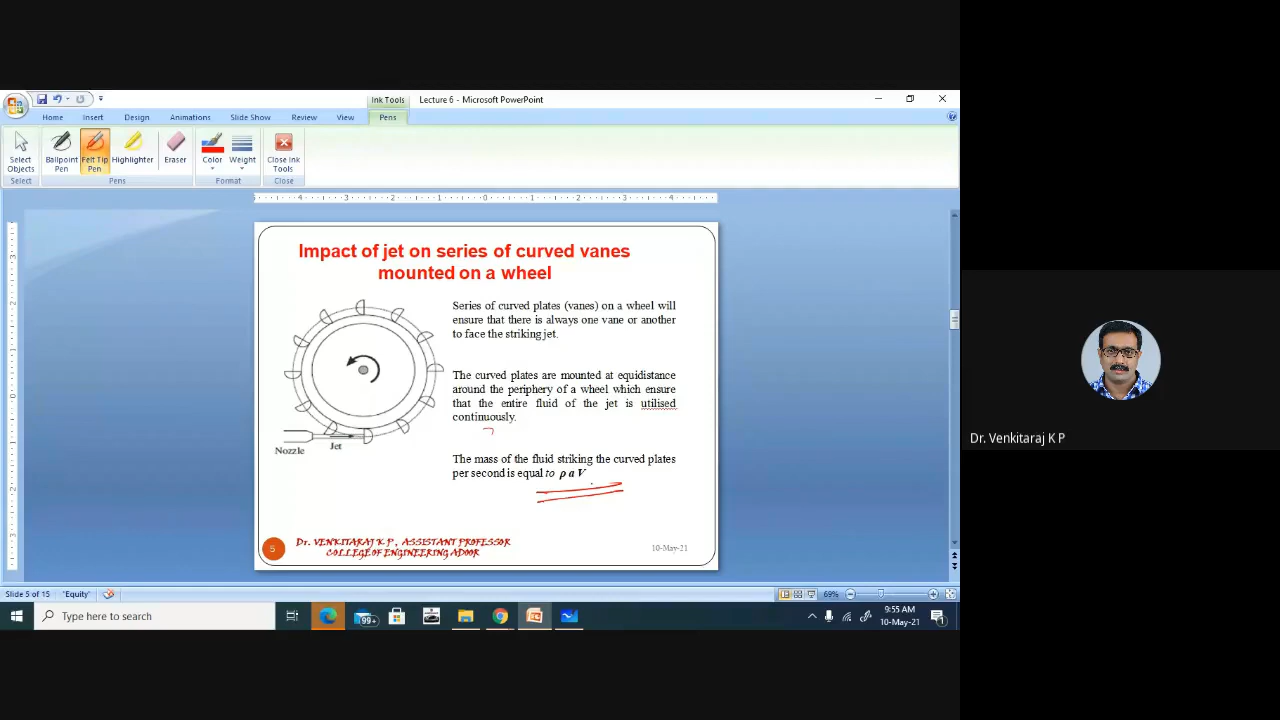 Ink Tools
Lecture 6 - Microsoft PowerPoint
Home Insert Design Animations Slide Show Review View Pens
Select Objects
Ballpoint Pen
Felt Tip Pen
Highlighter
Eraser
Color
Weight
Close Ink Tools
Select
Pens
Format
Close
Impact of jet on series of curved vanes
mounted on a wheel
Series of curved plates (vanes) on a wheel will
ensure that there is always one vane or another
to face the striking jet.
The curved plates are mounted at equidistance
around the periphery of a wheel which ensure
that the entire fluid of the jet is utilised
continuously.
Nozzle
Jet
The mass of the fluid striking the curved plates
per second is equal to ρ a V
5
Dr. VENKITARAJ K P , ASSISTANT PROFESSOR
COLLEGE OF ENGINEERING ADOOR
10-May-21
Slide 5 of 15
"Equity"
69%
Type here to search
99+
9:55 AM
10-May-21
1
Dr. Venkitaraj K P